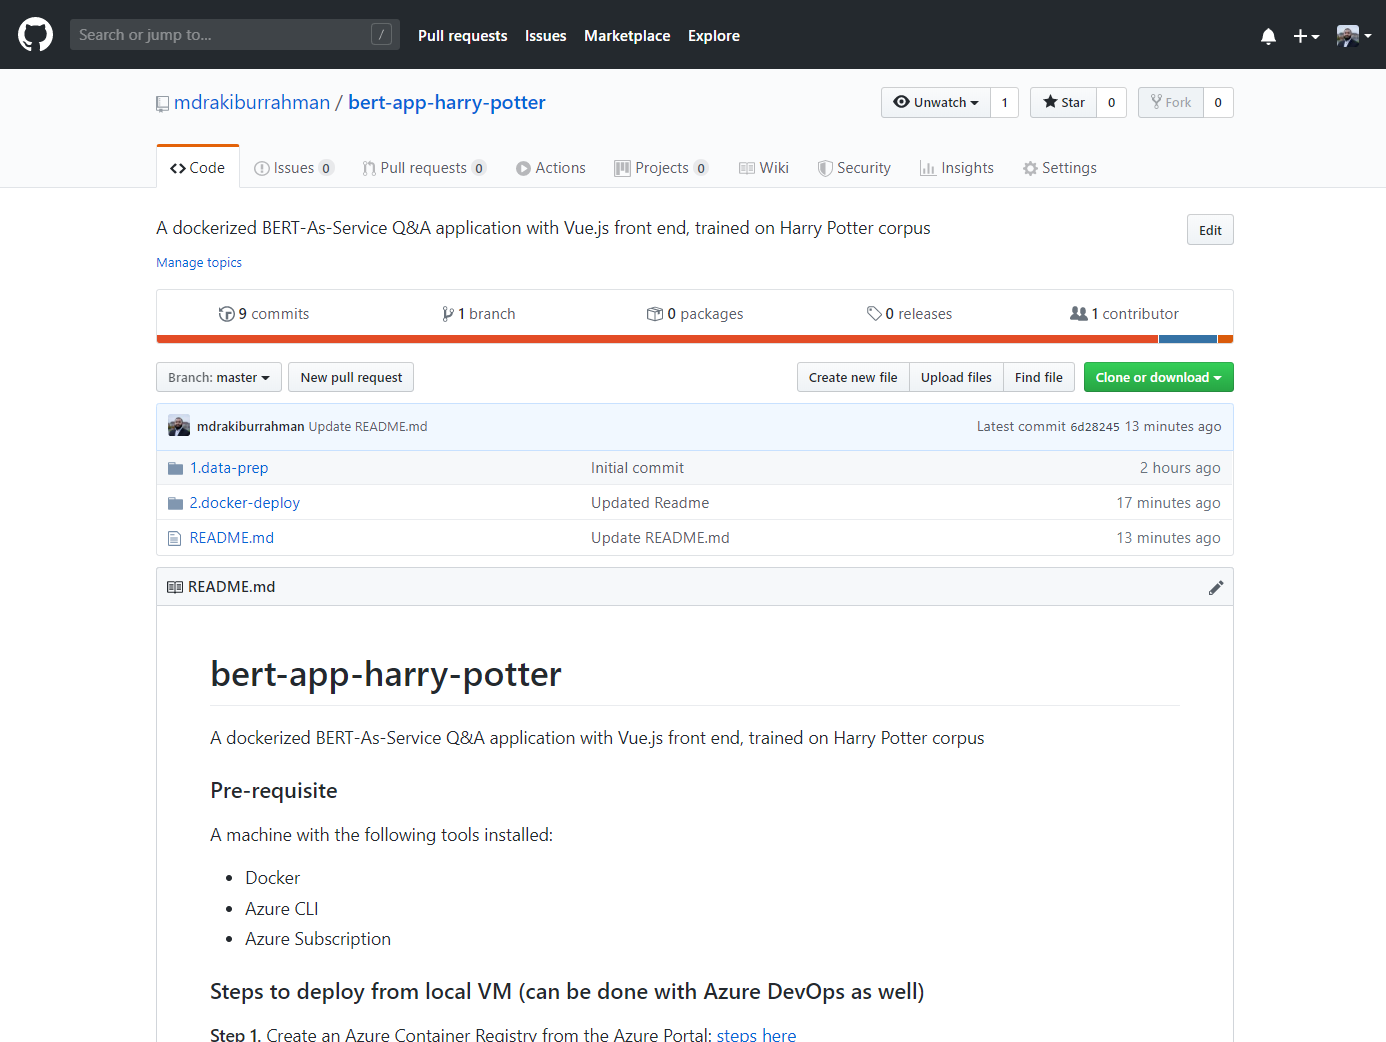 Search or jump to... / Pull requests Issues Marketplace Explore
mdrakiburrahman / bert-app-harry-potter Unwatch 1 Star 0 Fork 0
Code Issues 0 Pull requests 0 Actions Projects 0 Wiki Security Insights Settings
A dockerized BERT-As-Service Q&A application with Vue.js front end, trained on Harry Potter corpus Edit
Manage topics
9 commits 1 branch 0 packages 0 releases 1 contributor
Branch: master New pull request Create new file Upload files Find file Clone or download
mdrakiburrahman Update README.md Latest commit 6d28245 13 minutes ago
1.data-prep Initial commit 2 hours ago
2.docker-deploy Updated Readme 17 minutes ago
README.md Update README.md 13 minutes ago
README.md
bert-app-harry-potter
A dockerized BERT-As-Service Q&A application with Vue.js front end, trained on Harry Potter corpus
Pre-requisite
A machine with the following tools installed:
• Docker
• Azure CLI
• Azure Subscription
Steps to deploy from local VM (can be done with Azure DevOps as well)
Step 1. Create an Azure Container Registry from the Azure Portal: steps here